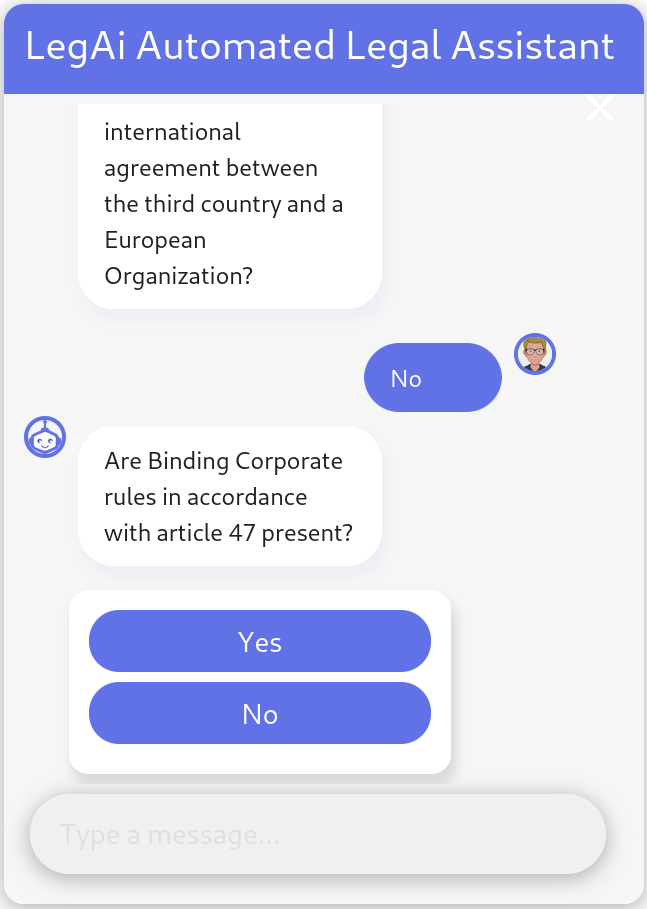 LegAi Automated Legal Assistant
international
agreement between
the third country and a
European
Organization?
No
Are Binding Corporate
rules in accordance
with article 47 present?
Yes
No
Type a message...